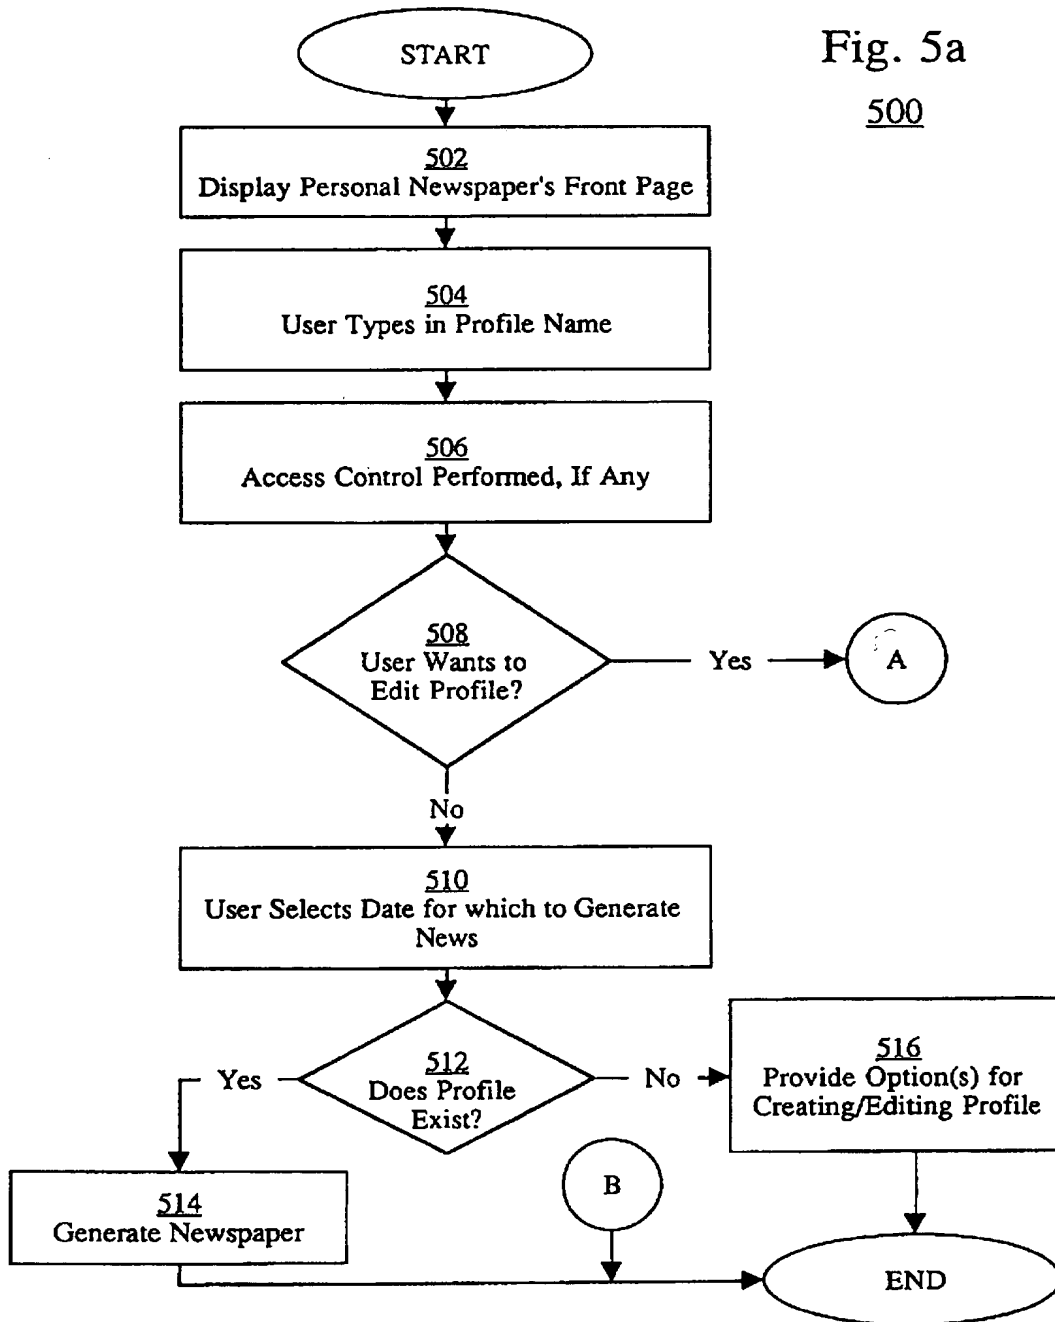 START
Fig. 5a
500
502
Display Personal Newspaper's Front Page
504
User Types in Profile Name
506
Access Control Performed, If Any
508
User Wants to
Edit Profile?
Yes
A
No
510
User Selects Date for which to Generate
News
512
Does Profile
Exist?
Yes
No
516
Provide Option(s) for
Creating/Editing Profile
514
Generate Newspaper
B
END